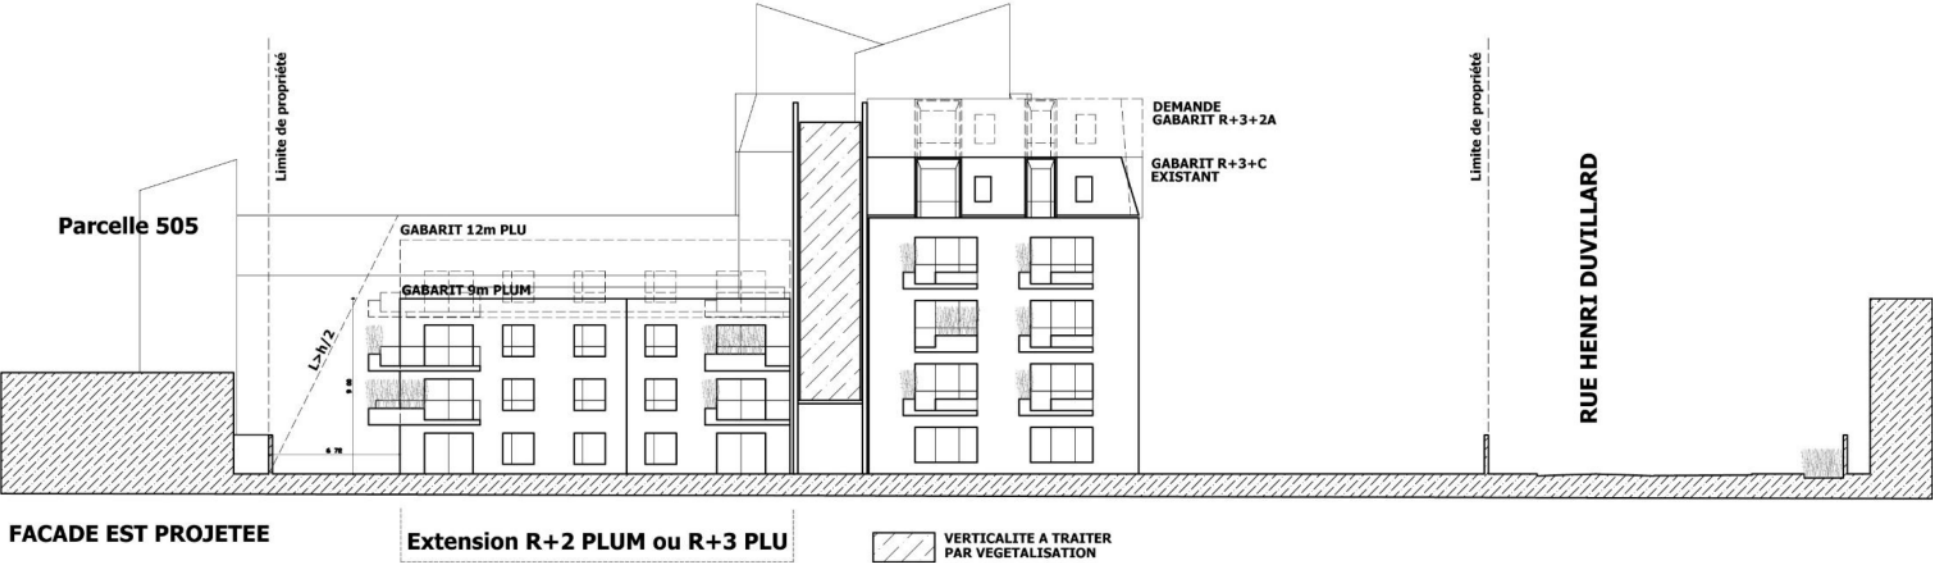 Limite de propriété
Limite de propriété
DEMANDE
GABARIT R+3+2A
GABARIT R+3+C
EXISTANT
Parcelle 505
GABARIT 12m PLU
GABARIT 9m PLUM
L>h/2
6 70
RUE HENRI DUVILLARD
FACADE EST PROJETEE
Extension R+2 PLUM ou R+3 PLU
VERTICALITE A TRAITER
PAR VEGETALISATION